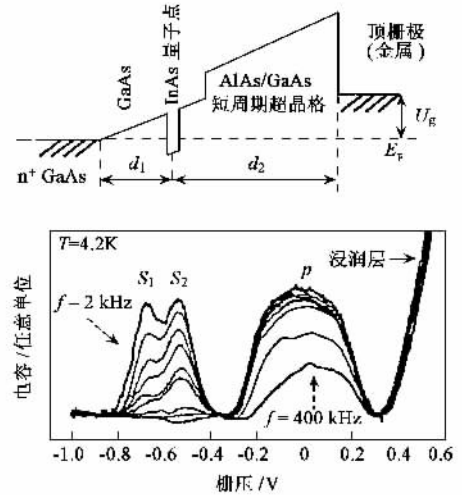 GaAs
InAs 量子点
AlAs/GaAs
短周期超晶格
顶栅极
(金属)
Ug
EF
n+ GaAs
d1
d2
T=4.2K
S1 S2
p
浸润层
f=2 kHz
f=400 kHz
电容/任意单位
-1.0 -0.8 -0.6 -0.4 -0.2 0 0.2 0.4 0.6
栅压/V